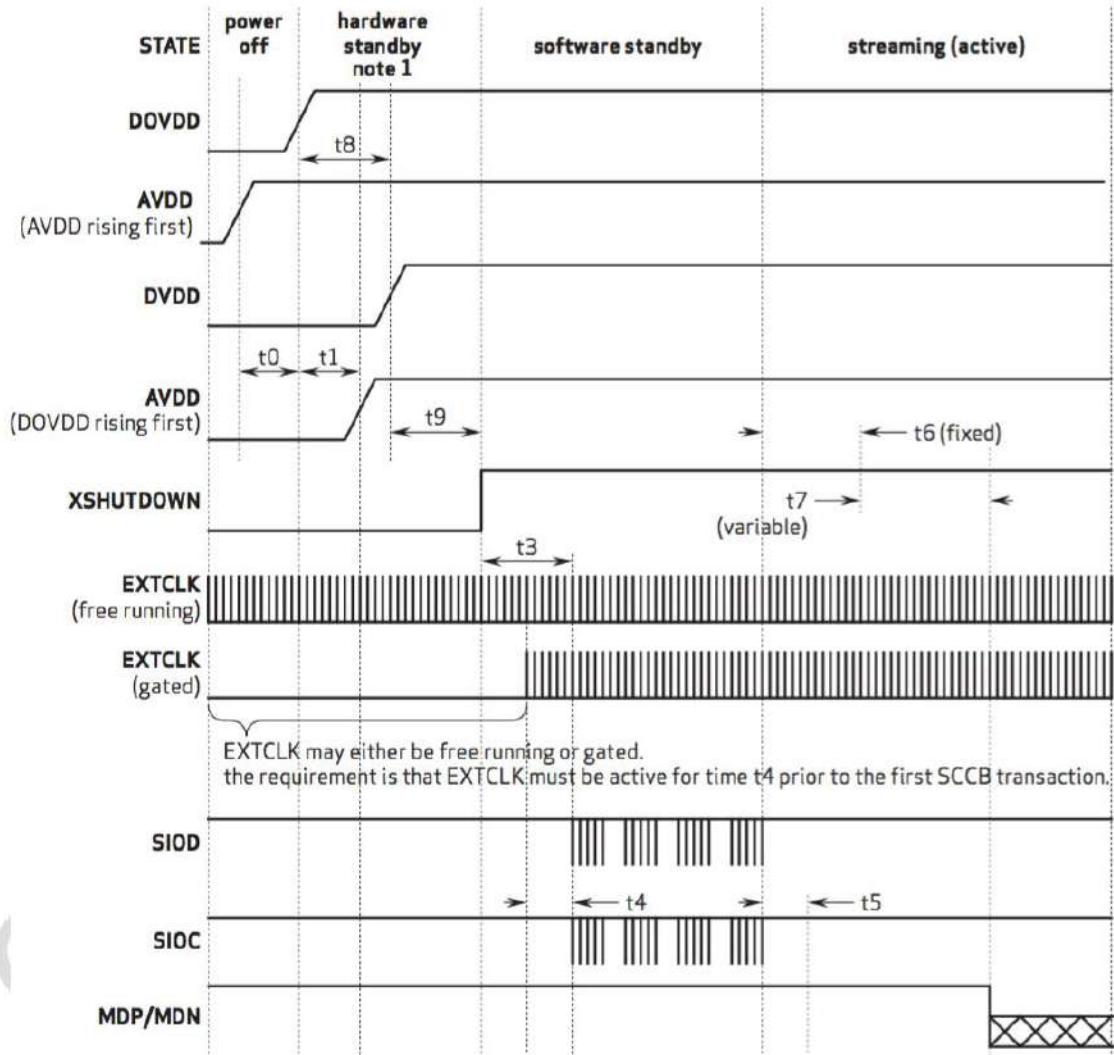 STATE
power
off
hardware
standby
note 1
software standby
streaming (active)
DOVDD
t8
AVDD
(AVDD rising first)
DVDD
t0
t1
AVDD
(DOVDD rising first)
t9
t6 (fixed)
XSHUTDOWN
t7
(variable)
t3
EXTCLK
(free running)
EXTCLK
(gated)
EXTCLK may either be free running or gated.
the requirement is that EXTCLK must be active for time t4 prior to the first SCCB transaction.
SIOD
t4
t5
SIOC
MDP/MDN